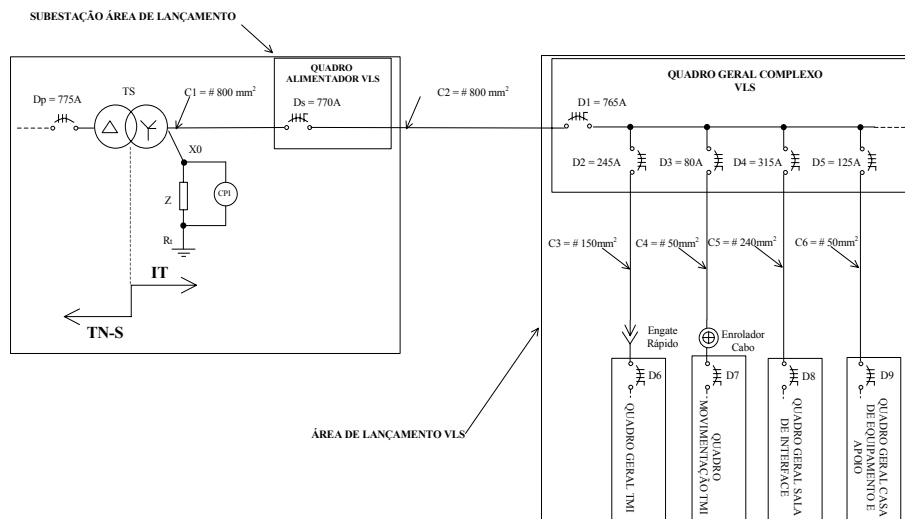 SUBESTAÇÃO ÁREA DE LANÇAMENTO
QUADRO
ALIMENTADOR VLS
Dp = 775A
TS
C1 = # 800 mm²
Ds = 770A
C2 = # 800 mm²
X0
Z
CPI
Rt
IT
TN-S
QUADRO GERAL COMPLEXO
VLS
D1 = 765A
D2 = 245A
D3 = 80A
D4 = 315A
D5 = 125A
C3 = # 150mm²
C4 = # 50mm²
C5 = # 240mm²
C6 = # 50mm²
Engate
Rápido
Enrolador
Cabo
D6
D7
D8
D9
QUADRO GERAL TMI
QUADRO
MOVIMENTAÇÃO TMI
QUADRO GERAL SALA
DE INTERFACE
QUADRO GERAL CASA
DE EQUIPAMENTO E
APOIO
ÁREA DE LANÇAMENTO VLS